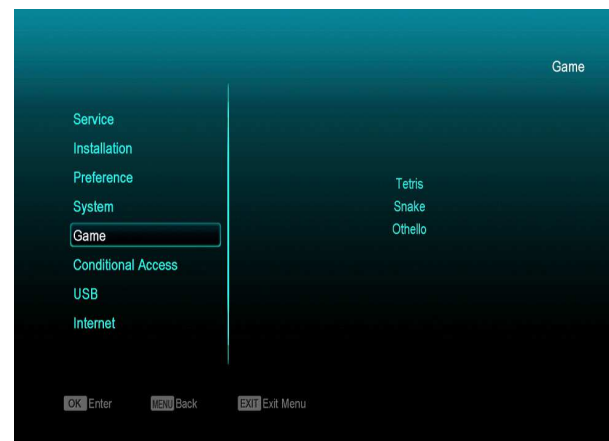 Game
Service
Installation
Preference
System
Game
Conditional Access
USB
Internet
Tetris
Snake
Othello
OK Enter MENU Back EXIT Exit Menu